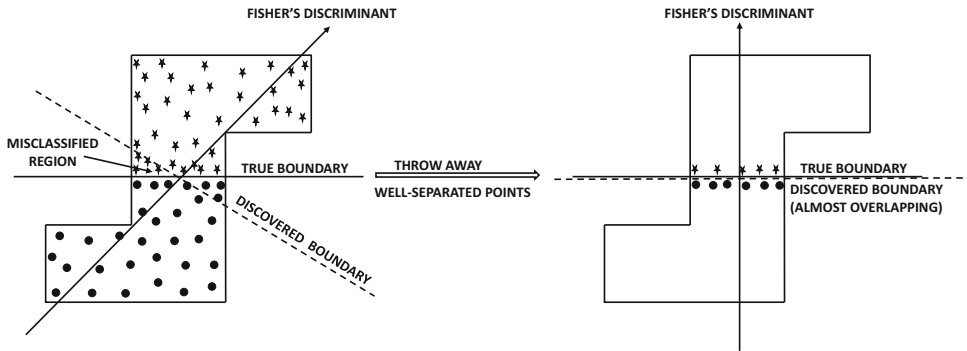 FISHER'S DISCRIMINANT
MISCLASSIFIED
REGION
TRUE BOUNDARY
DISCOVERED BOUNDARY
THROW AWAY
WELL-SEPARATED POINTS
FISHER'S DISCRIMINANT
TRUE BOUNDARY
DISCOVERED BOUNDARY
(ALMOST OVERLAPPING)